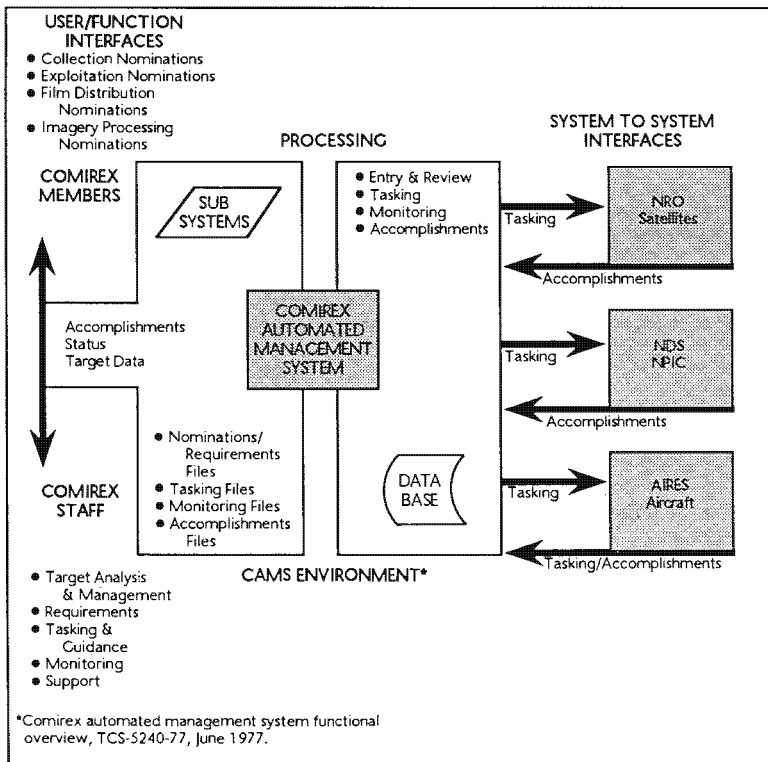 USER/FUNCTION
INTERFACES
● Collection Nominations
● Exploitation Nominations
● Film Distribution
Nominations
● Imagery Processing
Nominations
COMIREX
MEMBERS
Accomplishments
Status
Target Data
COMIREX
STAFF
● Target Analysis
& Management
● Requirements
● Tasking &
Guidance
● Monitoring
● Support
PROCESSING
SUB
SYSTEMS
● Entry & Review
● Tasking
● Monitoring
● Accomplishments
COMIREX
AUTOMATED
MANAGEMENT
SYSTEM
● Nominations/
Requirements
Files
● Tasking Files
● Monitoring Files
● Accomplishments
Files
DATA
BASE
CAMS ENVIRONMENT*
SYSTEM TO SYSTEM
INTERFACES
Tasking
NRO
Satellites
Accomplishments
Tasking
NDS
NPIC
Accomplishments
Tasking
AIRES
Aircraft
Tasking/Accomplishments
*Comirex automated management system functional
overview, TCS-5240-77, June 1977.